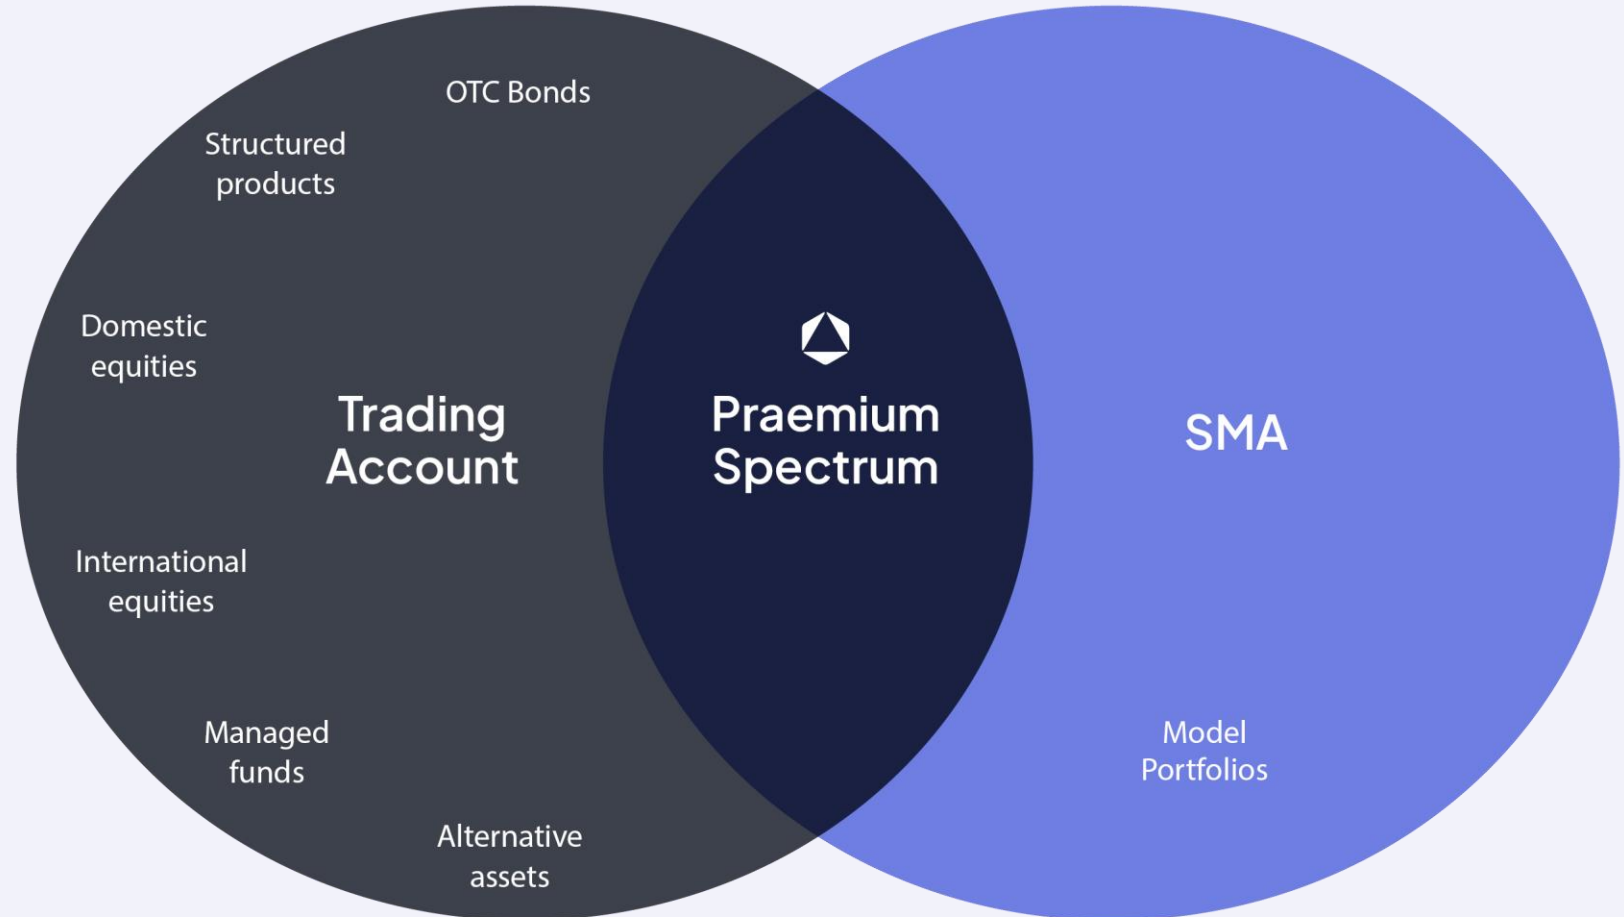 OTC Bonds
Structured
products
Domestic
equities
Trading
Account
International
equities
Managed
funds
Alternative
assets
Praemium
Spectrum
SMA
Model
Portfolios